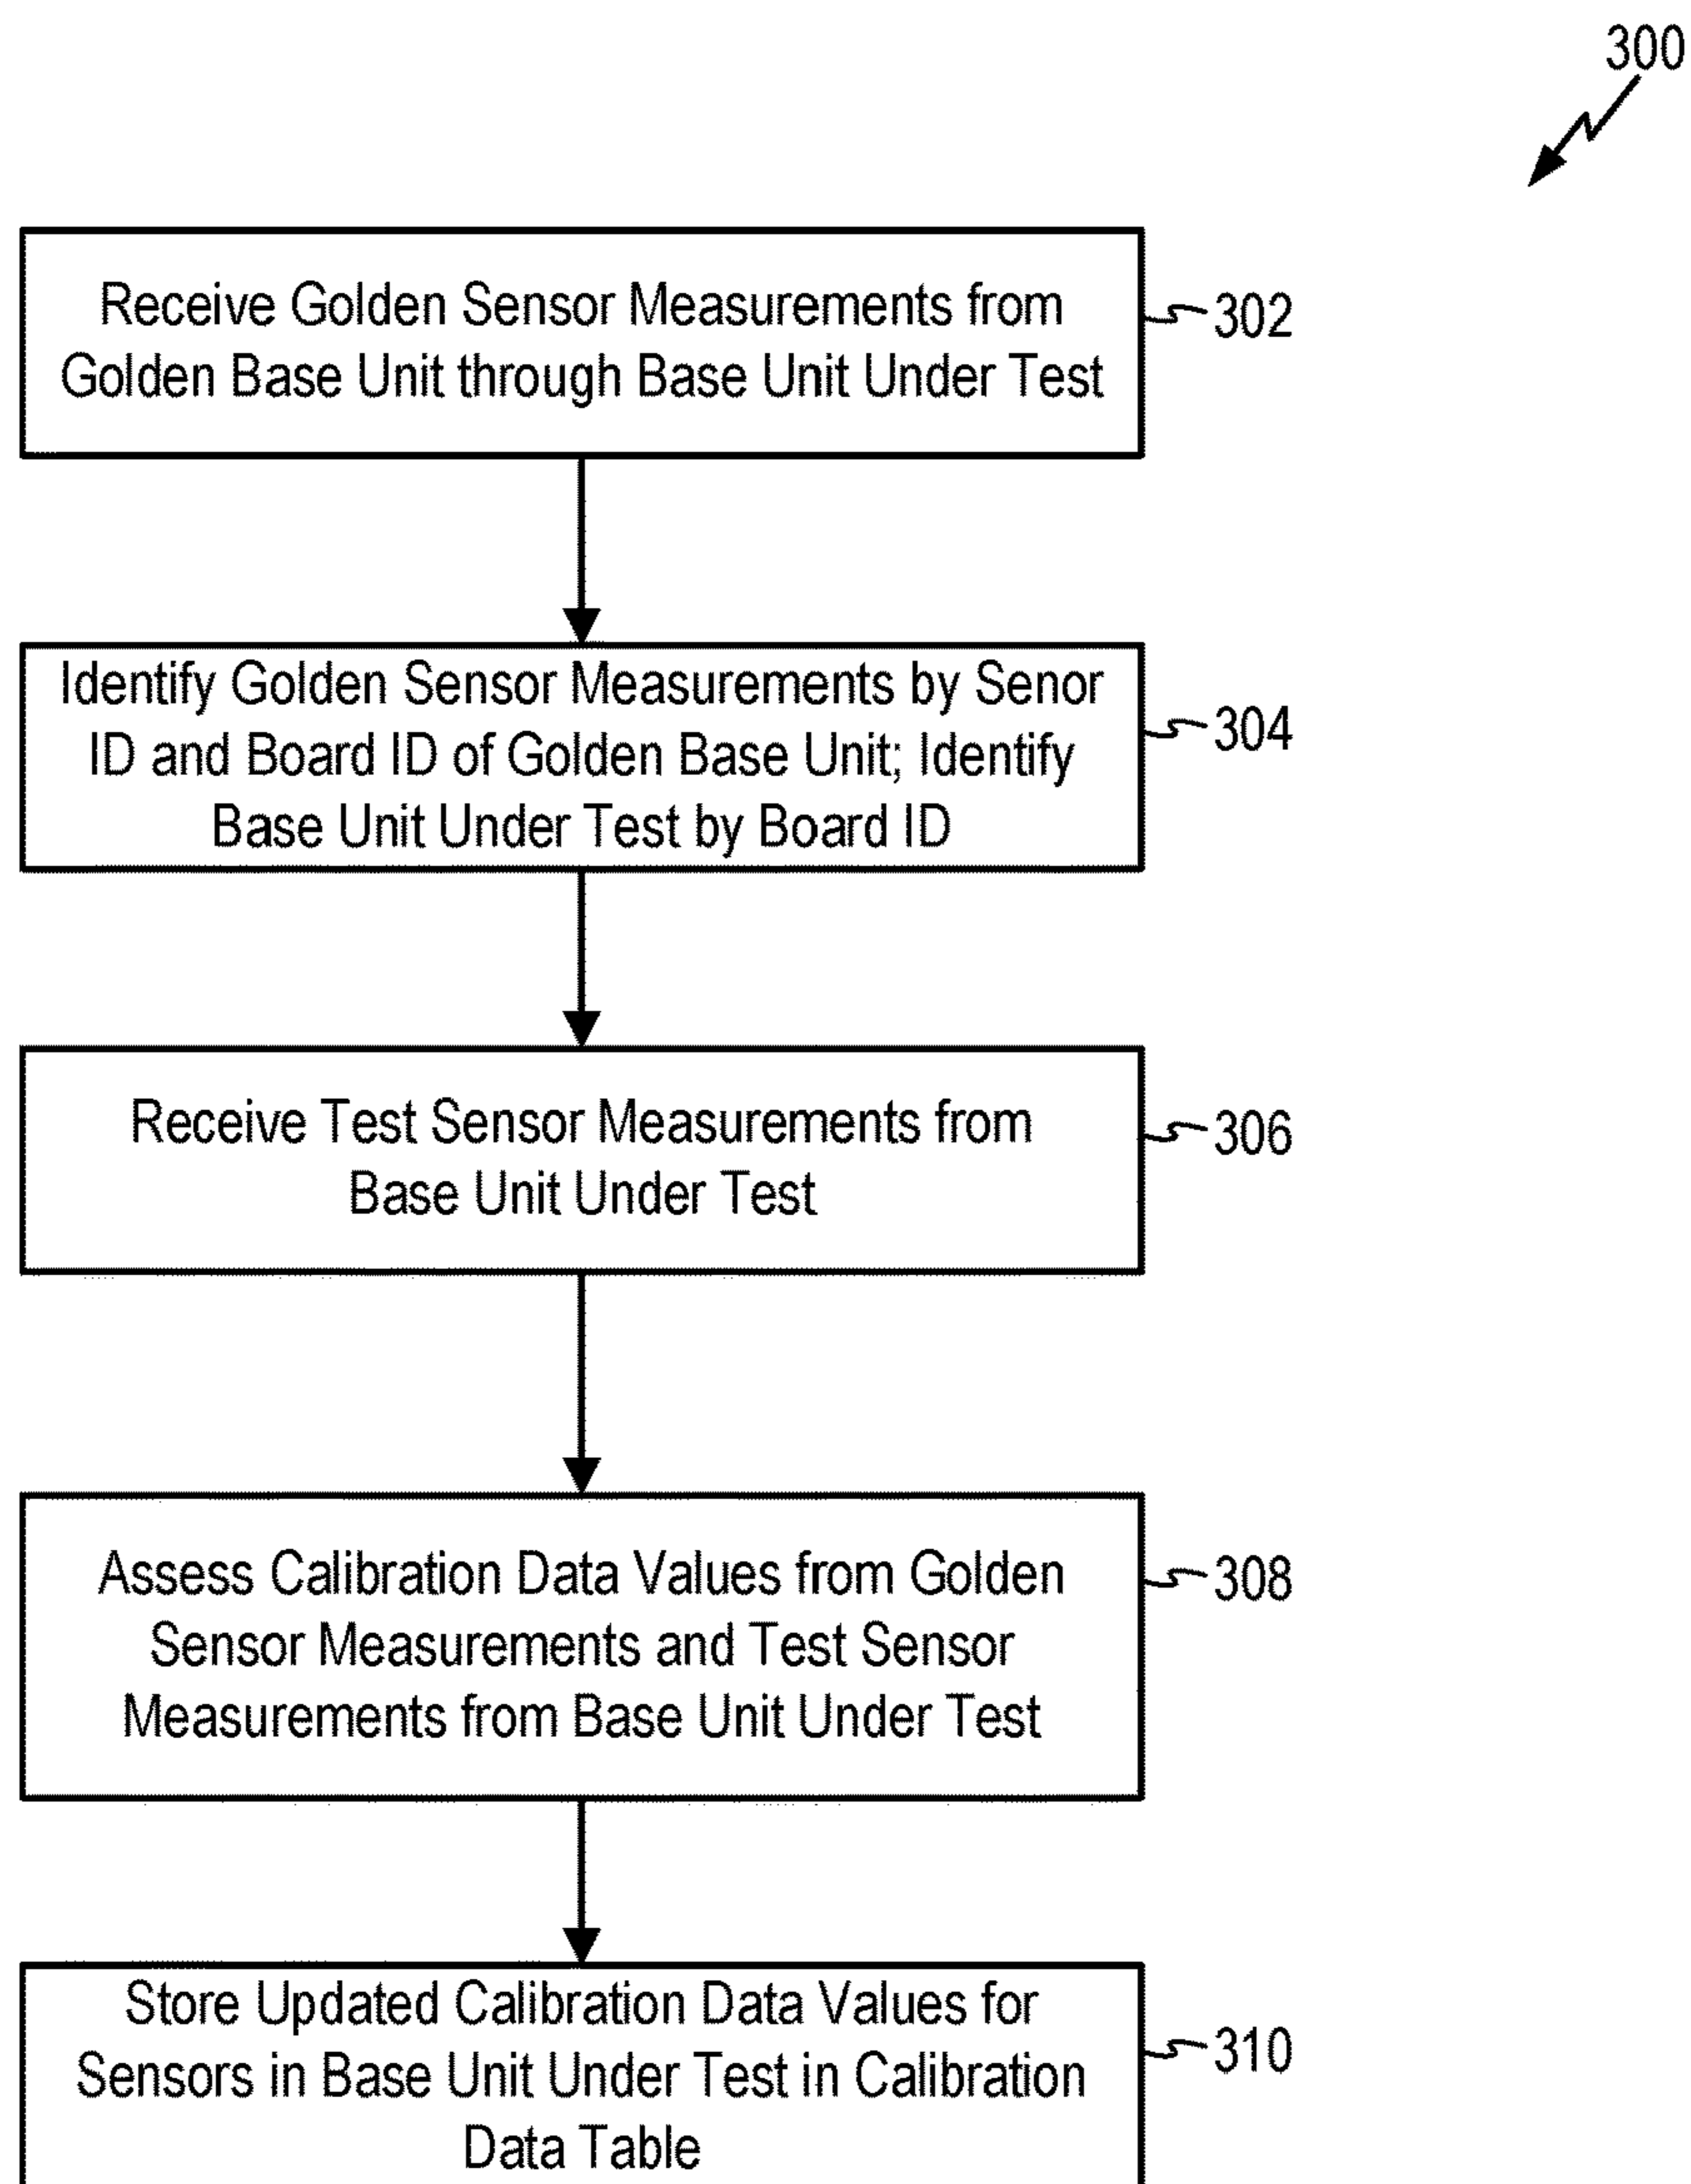 300
Receive Golden Sensor Measurements from
Golden Base Unit through Base Unit Under Test
302
Identify Golden Sensor Measurements by Senor
ID and Board ID of Golden Base Unit; Identify
Base Unit Under Test by Board ID
304
Receive Test Sensor Measurements from
Base Unit Under Test
306
Assess Calibration Data Values from Golden
Sensor Measurements and Test Sensor
Measurements from Base Unit Under Test
308
Store Updated Calibration Data Values for
Sensors in Base Unit Under Test in Calibration
Data Table
310